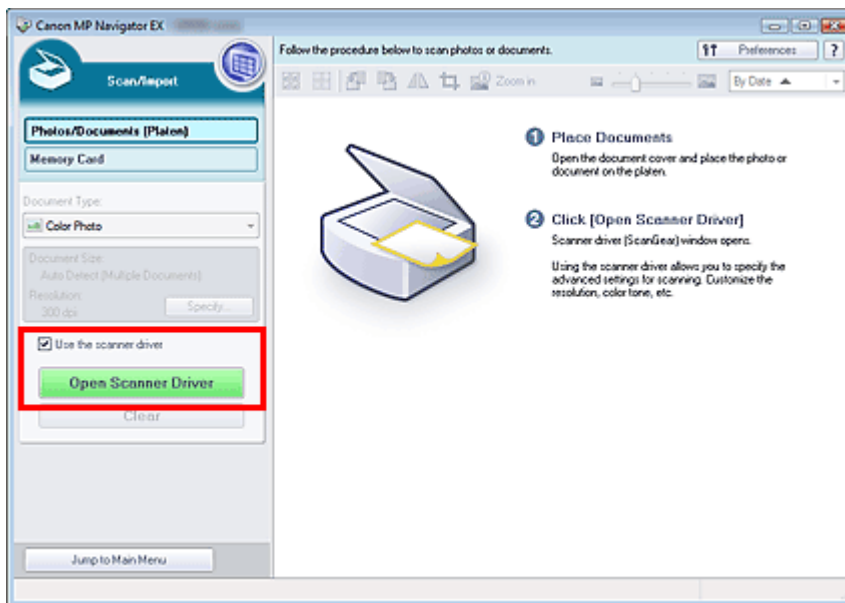 Canon MP Navigator EX
Scan/Import
Photos/Documents (Platen)
Memory Card
Document Type:
Color Photo
Document Size:
Auto Detect (Multiple Documents)
Resolution:
300 dpi
Specify...
Use the scanner driver
Open Scanner Driver
Clear
Jump to Main Menu
Follow the procedure below to scan photos or documents.
Preferences
?
Zoom in
By Date
1 Place Documents
Open the document cover and place the photo or
document on the platen.
2 Click [Open Scanner Driver]
Scanner driver (ScanGear) window opens.
Using the scanner driver allows you to specify the
advanced settings for scanning. Customize the
resolution, color tone, etc.